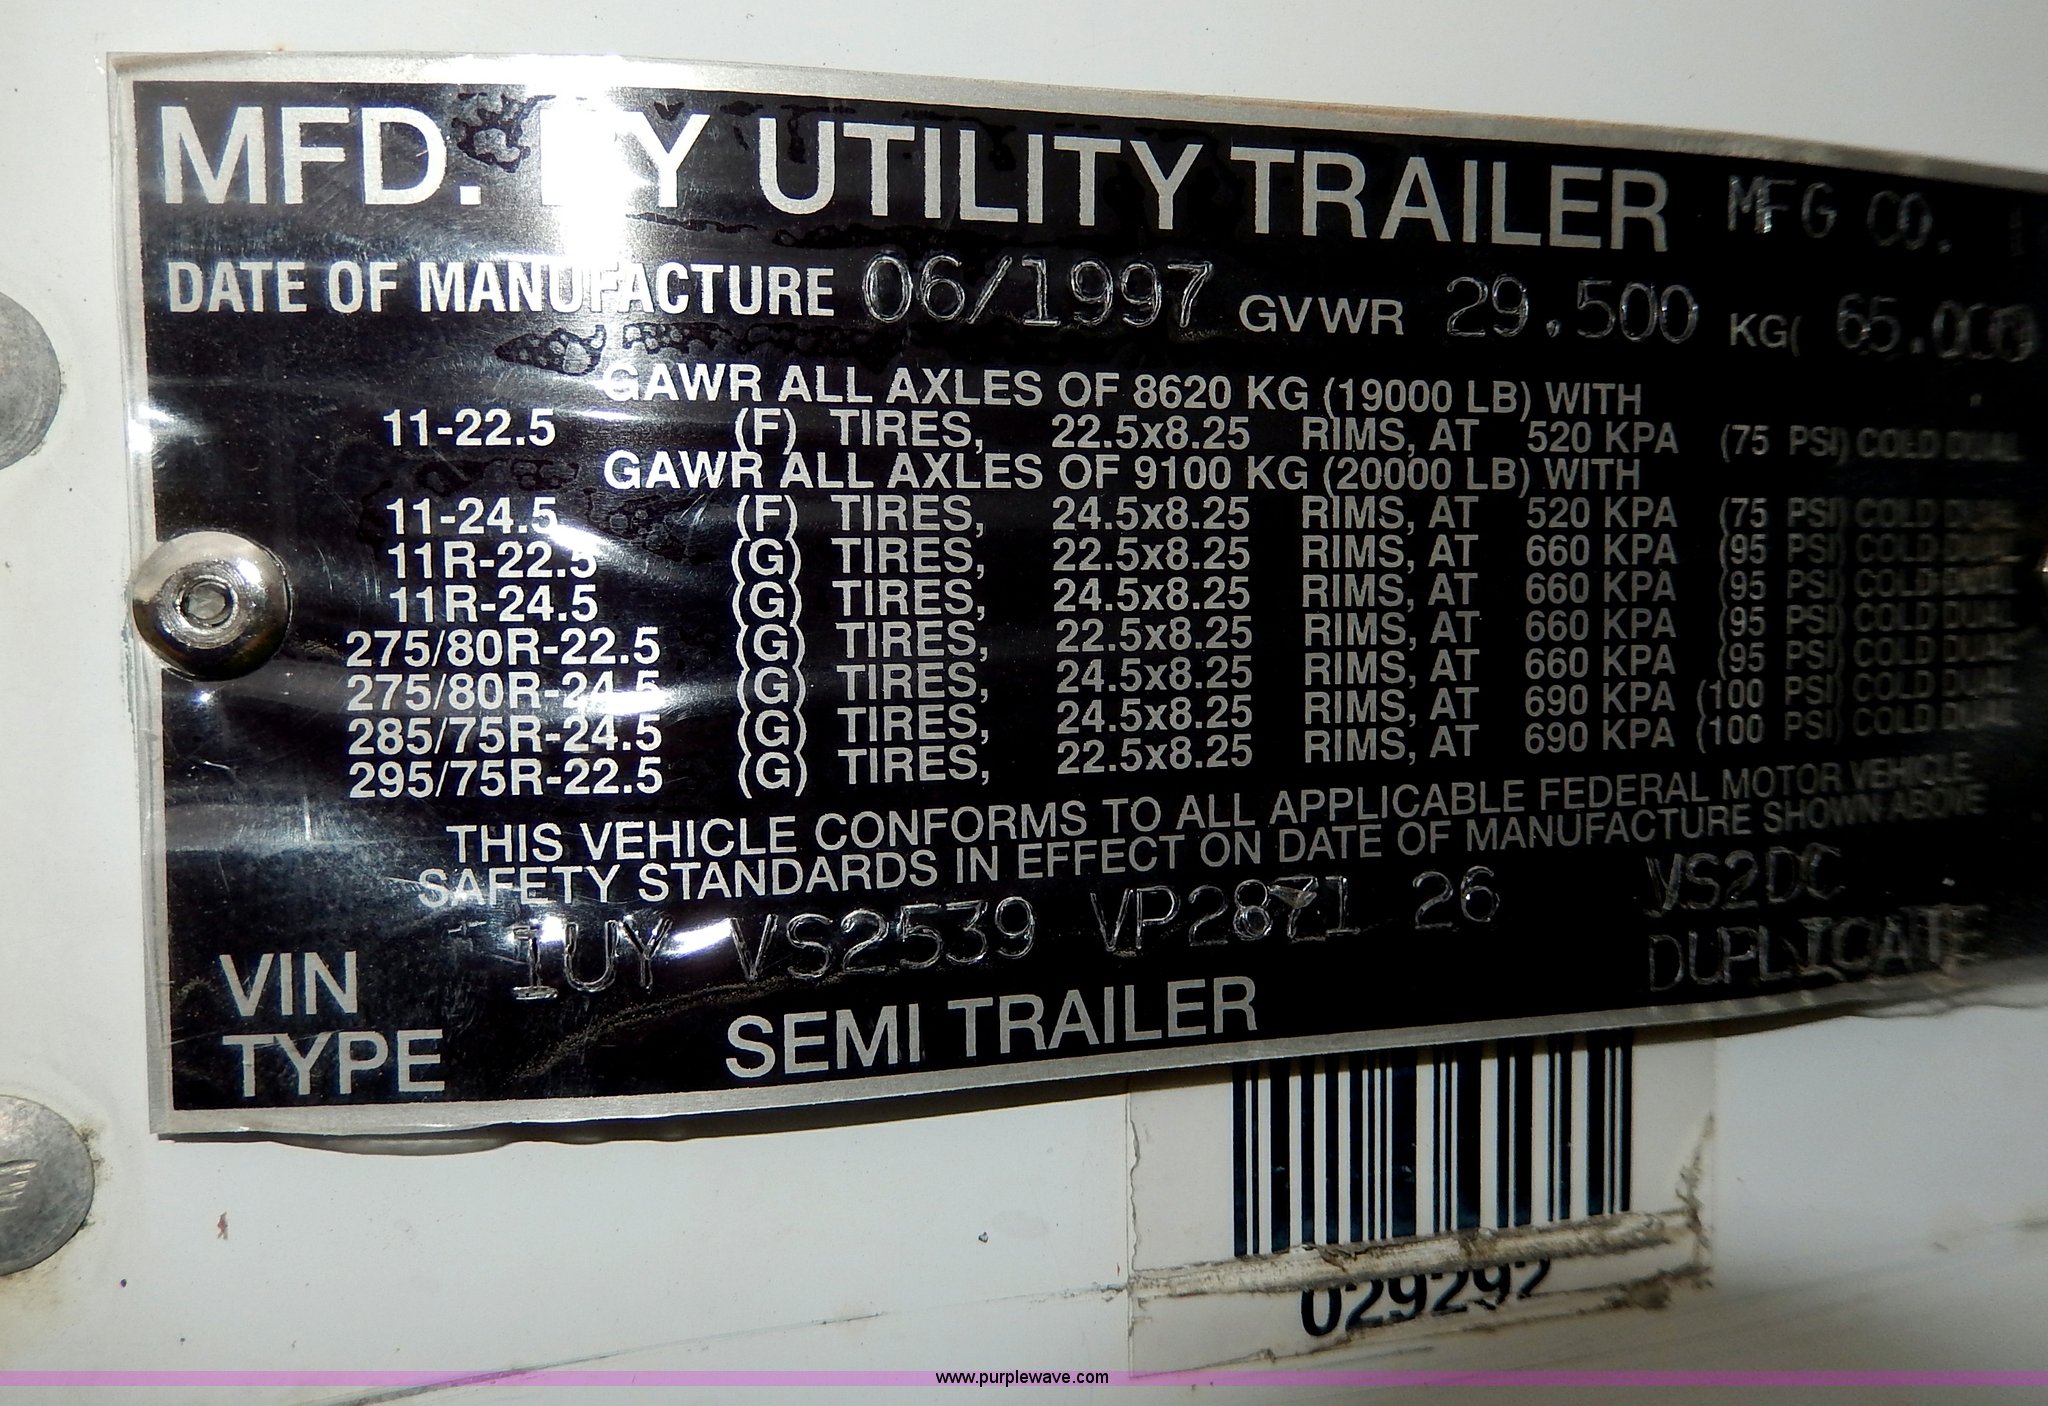 MFD. BY UTILITY TRAILER MFG CO.
DATE OF MANUFACTURE 06/1997 GVWR 29.500 KG( 65.000
GAWR ALL AXLES OF 8620 KG (19000 LB) WITH
11-22.5 (F) TIRES, 22.5x8.25 RIMS, AT 520 KPA (75 PSI) COLD DUAL
GAWR ALL AXLES OF 9100 KG (20000 LB) WITH
11-24.5 (F) TIRES, 24.5x8.25 RIMS, AT 520 KPA (75 PSI) COLD DUAL
11R-22.5 (G) TIRES, 22.5x8.25 RIMS, AT 660 KPA (95 PSI) COLD DUAL
11R-24.5 (G) TIRES, 24.5x8.25 RIMS, AT 660 KPA (95 PSI) COLD DUAL
275/80R-22.5 (G) TIRES, 22.5x8.25 RIMS, AT 660 KPA (95 PSI) COLD DUAL
275/80R-24.5 (G) TIRES, 24.5x8.25 RIMS, AT 660 KPA (95 PSI) COLD DUAL
285/75R-24.5 (G) TIRES, 24.5x8.25 RIMS, AT 690 KPA (100 PSI) COLD DUAL
295/75R-22.5 (G) TIRES, 22.5x8.25 RIMS, AT 690 KPA (100 PSI) COLD DUAL
THIS VEHICLE CONFORMS TO ALL APPLICABLE FEDERAL MOTOR VEHICLE
SAFETY STANDARDS IN EFFECT ON DATE OF MANUFACTURE SHOWN ABOVE
VIN 1UY VS2539 VP2871 26 VS2DC
TYPE SEMI TRAILER DUPLICATE
029292
www.purplewave.com